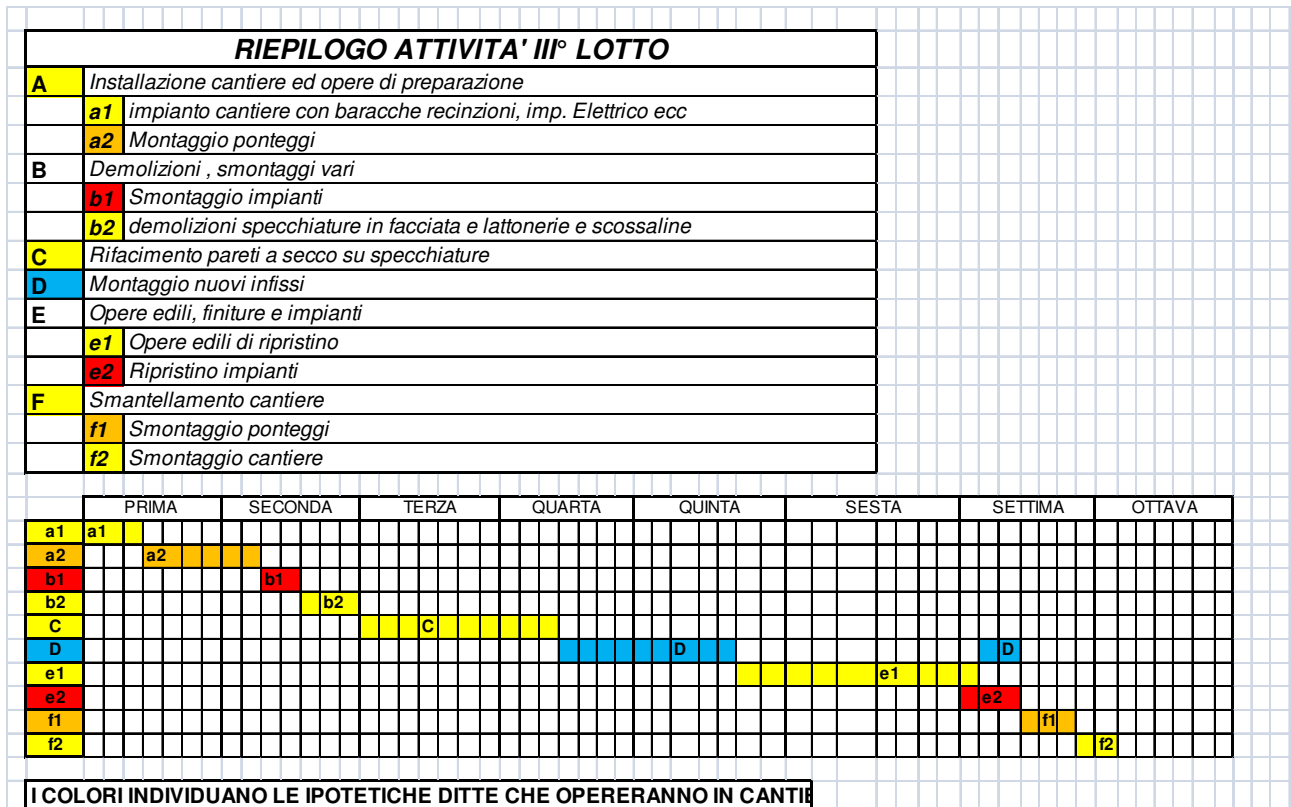 RIEPILOGO ATTIVITA' III° LOTTO
A Installazione cantiere ed opere di preparazione
a1 impianto cantiere con baracche recinzioni, imp. Elettrico ecc
a2 Montaggio ponteggi
B Demolizioni , smontaggi vari
b1 Smontaggio impianti
b2 demolizioni specchiature in facciata e lattonerie e scossaline
C Rifacimento pareti a secco su specchiature
D Montaggio nuovi infissi
E Opere edili, finiture e impianti
e1 Opere edili di ripristino
e2 Ripristino impianti
F Smantellamento cantiere
f1 Smontaggio ponteggi
f2 Smontaggio cantiere
PRIMA SECONDA TERZA QUARTA QUINTA SESTA SETTIMA OTTAVA
a1 a1
a2 a2
b1 b1
b2 b2
C C
D D D
e1 e1
e2 e2
f1 f1
f2 f2
I COLORI INDIVIDUANO LE IPOTETICHE DITTE CHE OPERERANNO IN